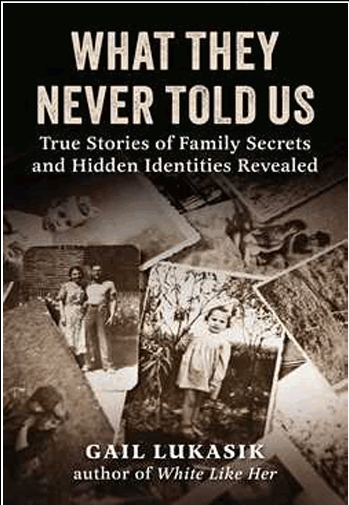 WHAT THEY
NEVER TOLD US
True Stories of Family Secrets
and Hidden Identities Revealed
GAIL LUKASIK
author of White Like Her